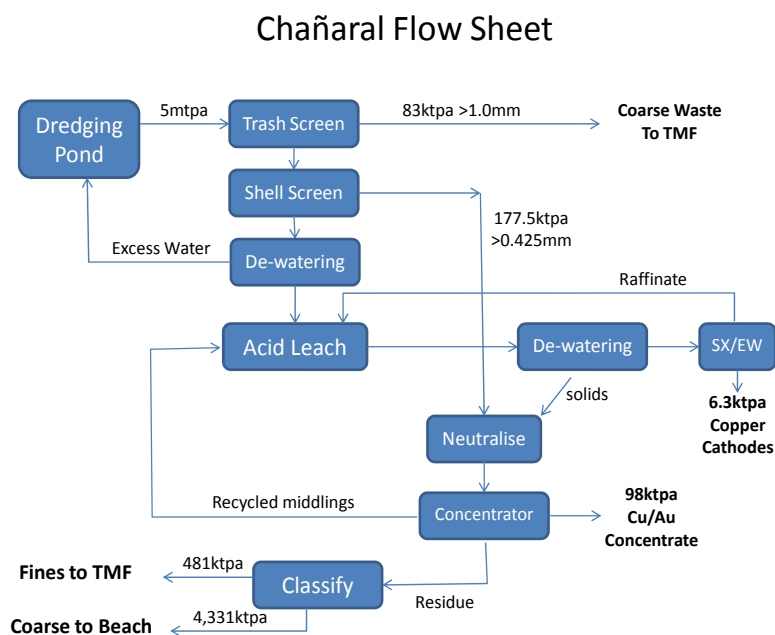 Chañaral Flow Sheet
Dredging
Pond
5mtpa
Trash Screen
83ktpa >1.0mm
Coarse Waste
To TMF
Shell Screen
177.5ktpa
>0.425mm
Excess Water
De-watering
Raffinate
Acid Leach
De-watering
SX/EW
solids
6.3ktpa
Copper
Cathodes
Neutralise
Recycled middlings
Concentrator
98ktpa
Cu/Au
Concentrate
Fines to TMF
481ktpa
Classify
Residue
Coarse to Beach
4,331ktpa